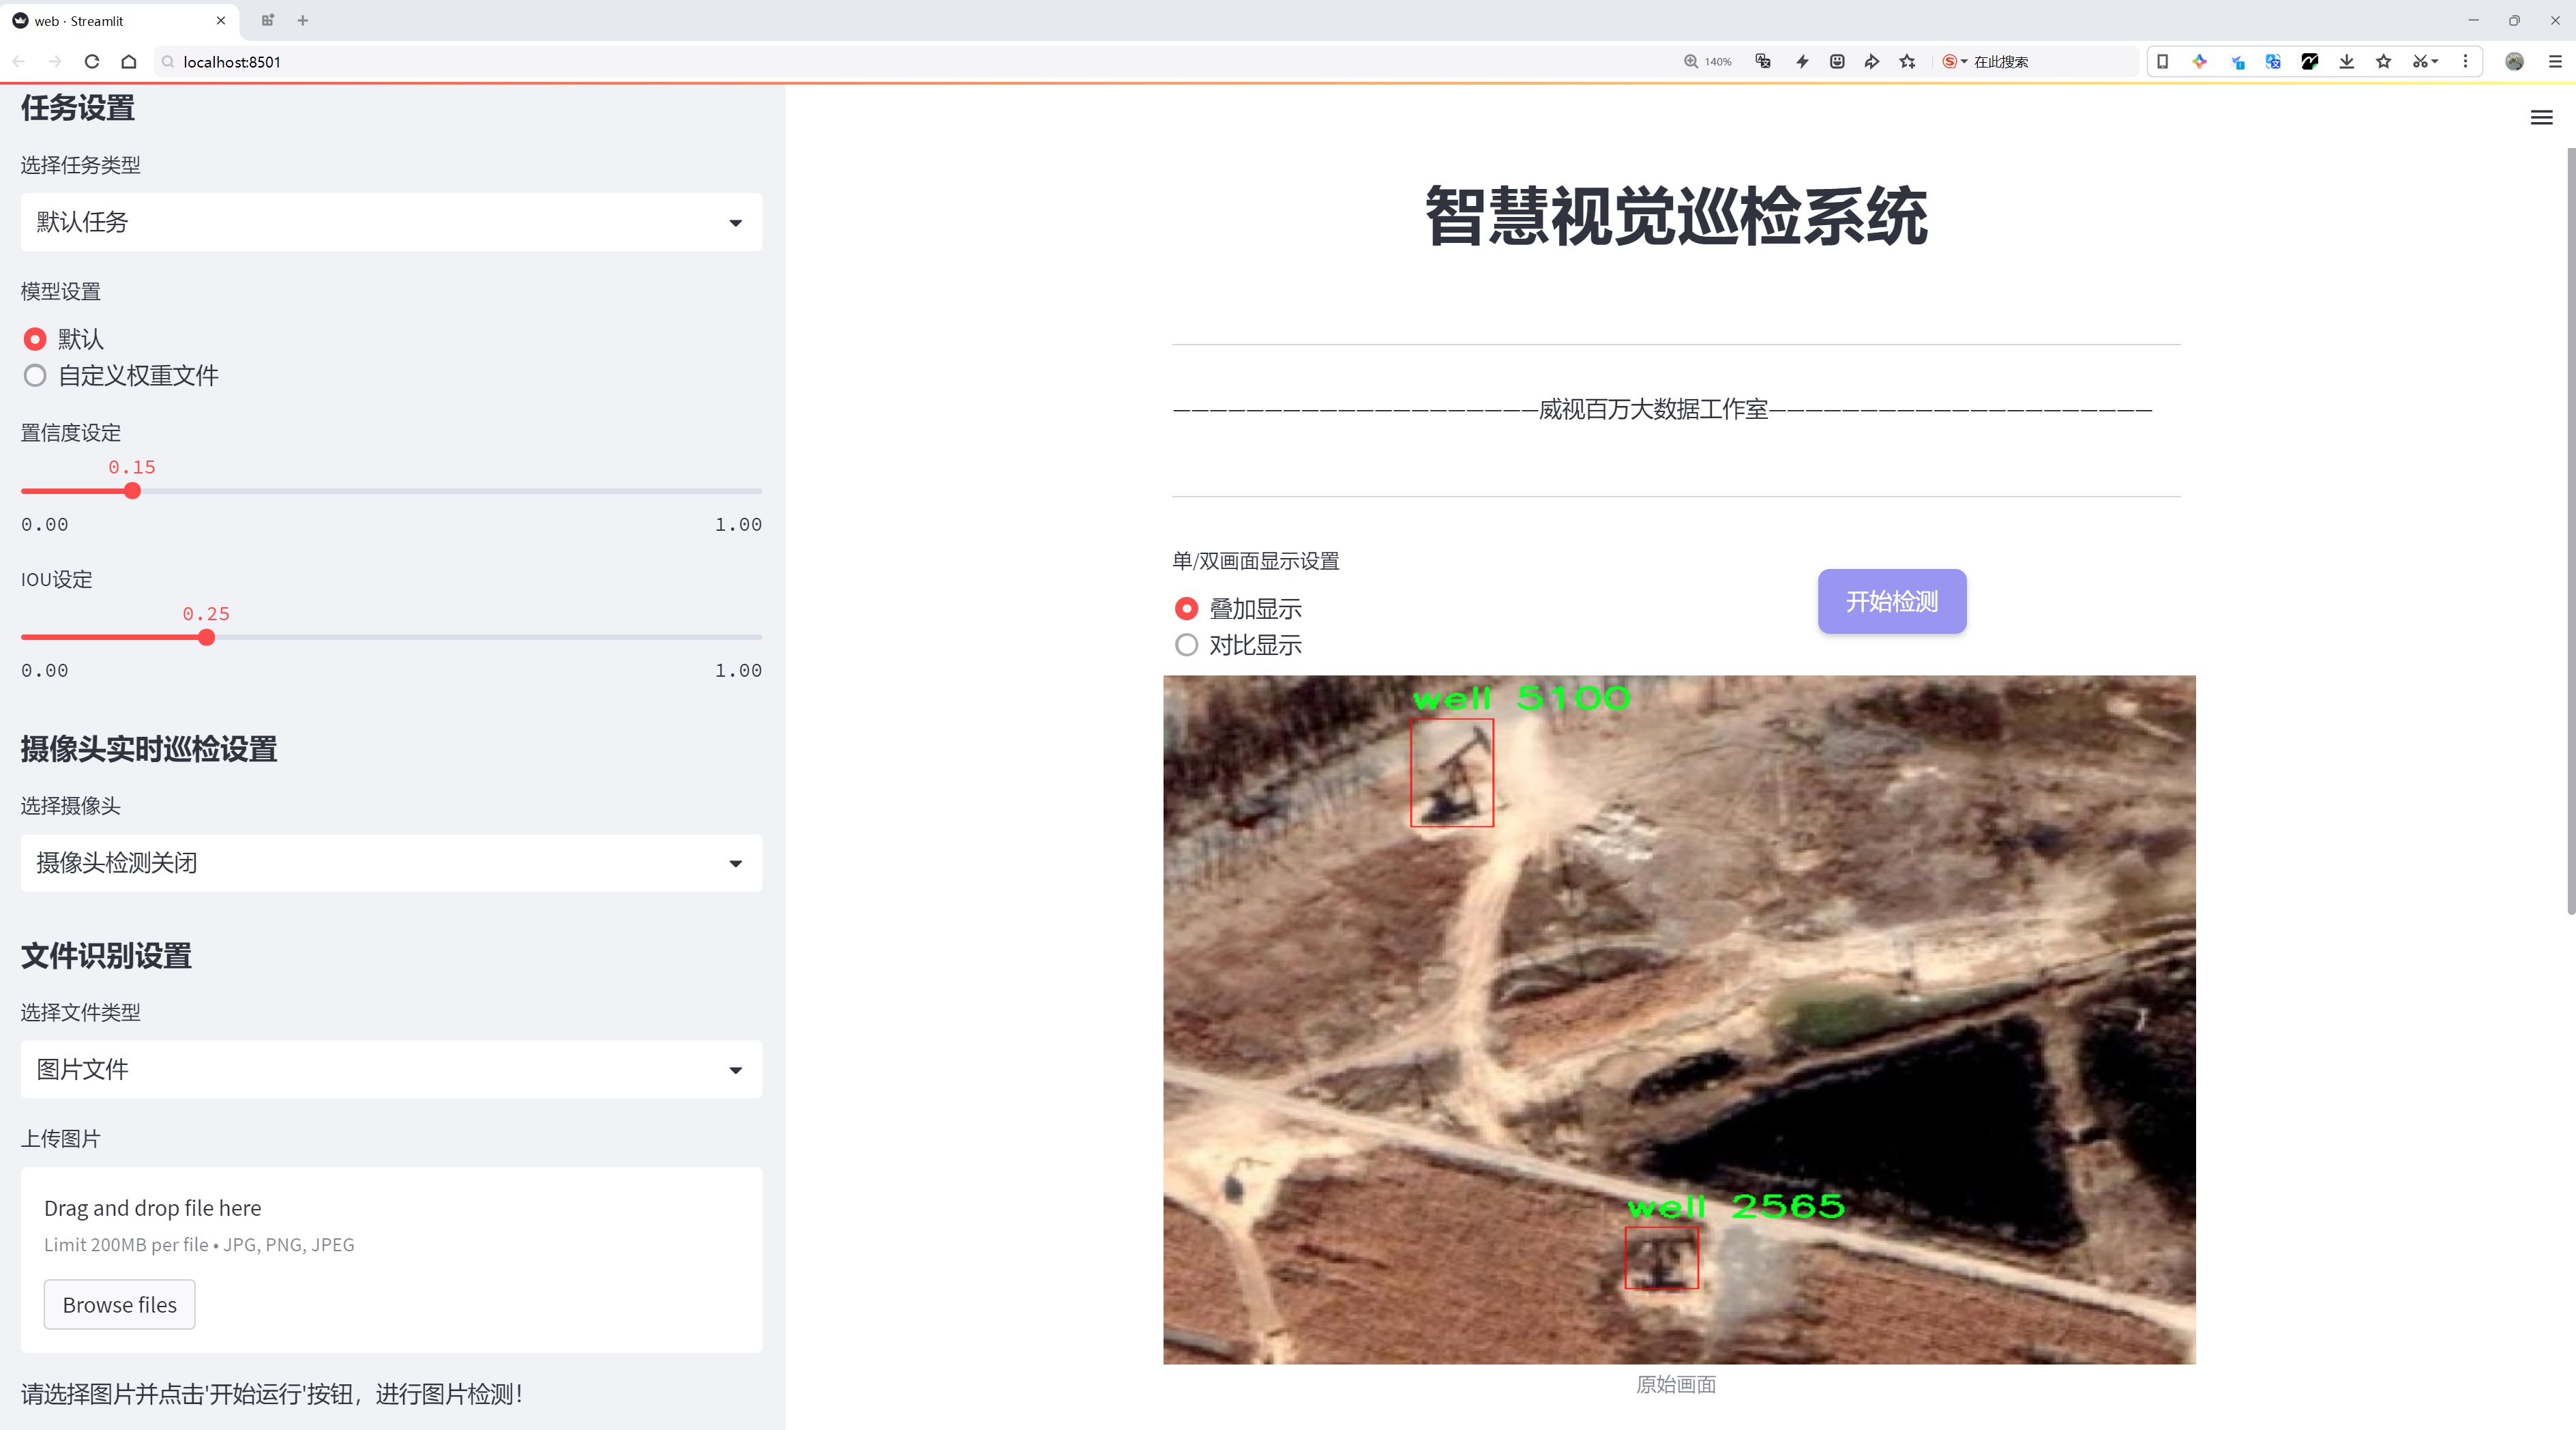 web · Streamlit
localhost:8501
140%
在此搜索
任务设置
选择任务类型
默认任务
模型设置
默认
自定义权重文件
置信度设定
0.15
0.00
1.00
IOU设定
0.25
0.00
1.00
摄像头实时巡检设置
选择摄像头
摄像头检测关闭
文件识别设置
选择文件类型
图片文件
上传图片
Drag and drop file here
Limit 200MB per file • JPG, PNG, JPEG
Browse files
请选择图片并点击'开始运行'按钮，进行图片检测！
智慧视觉巡检系统
————————————————————威视百万大数据工作室—————————————————————
单/双画面显示设置
叠加显示
对比显示
开始检测
well 5100
well 2565
原始画面